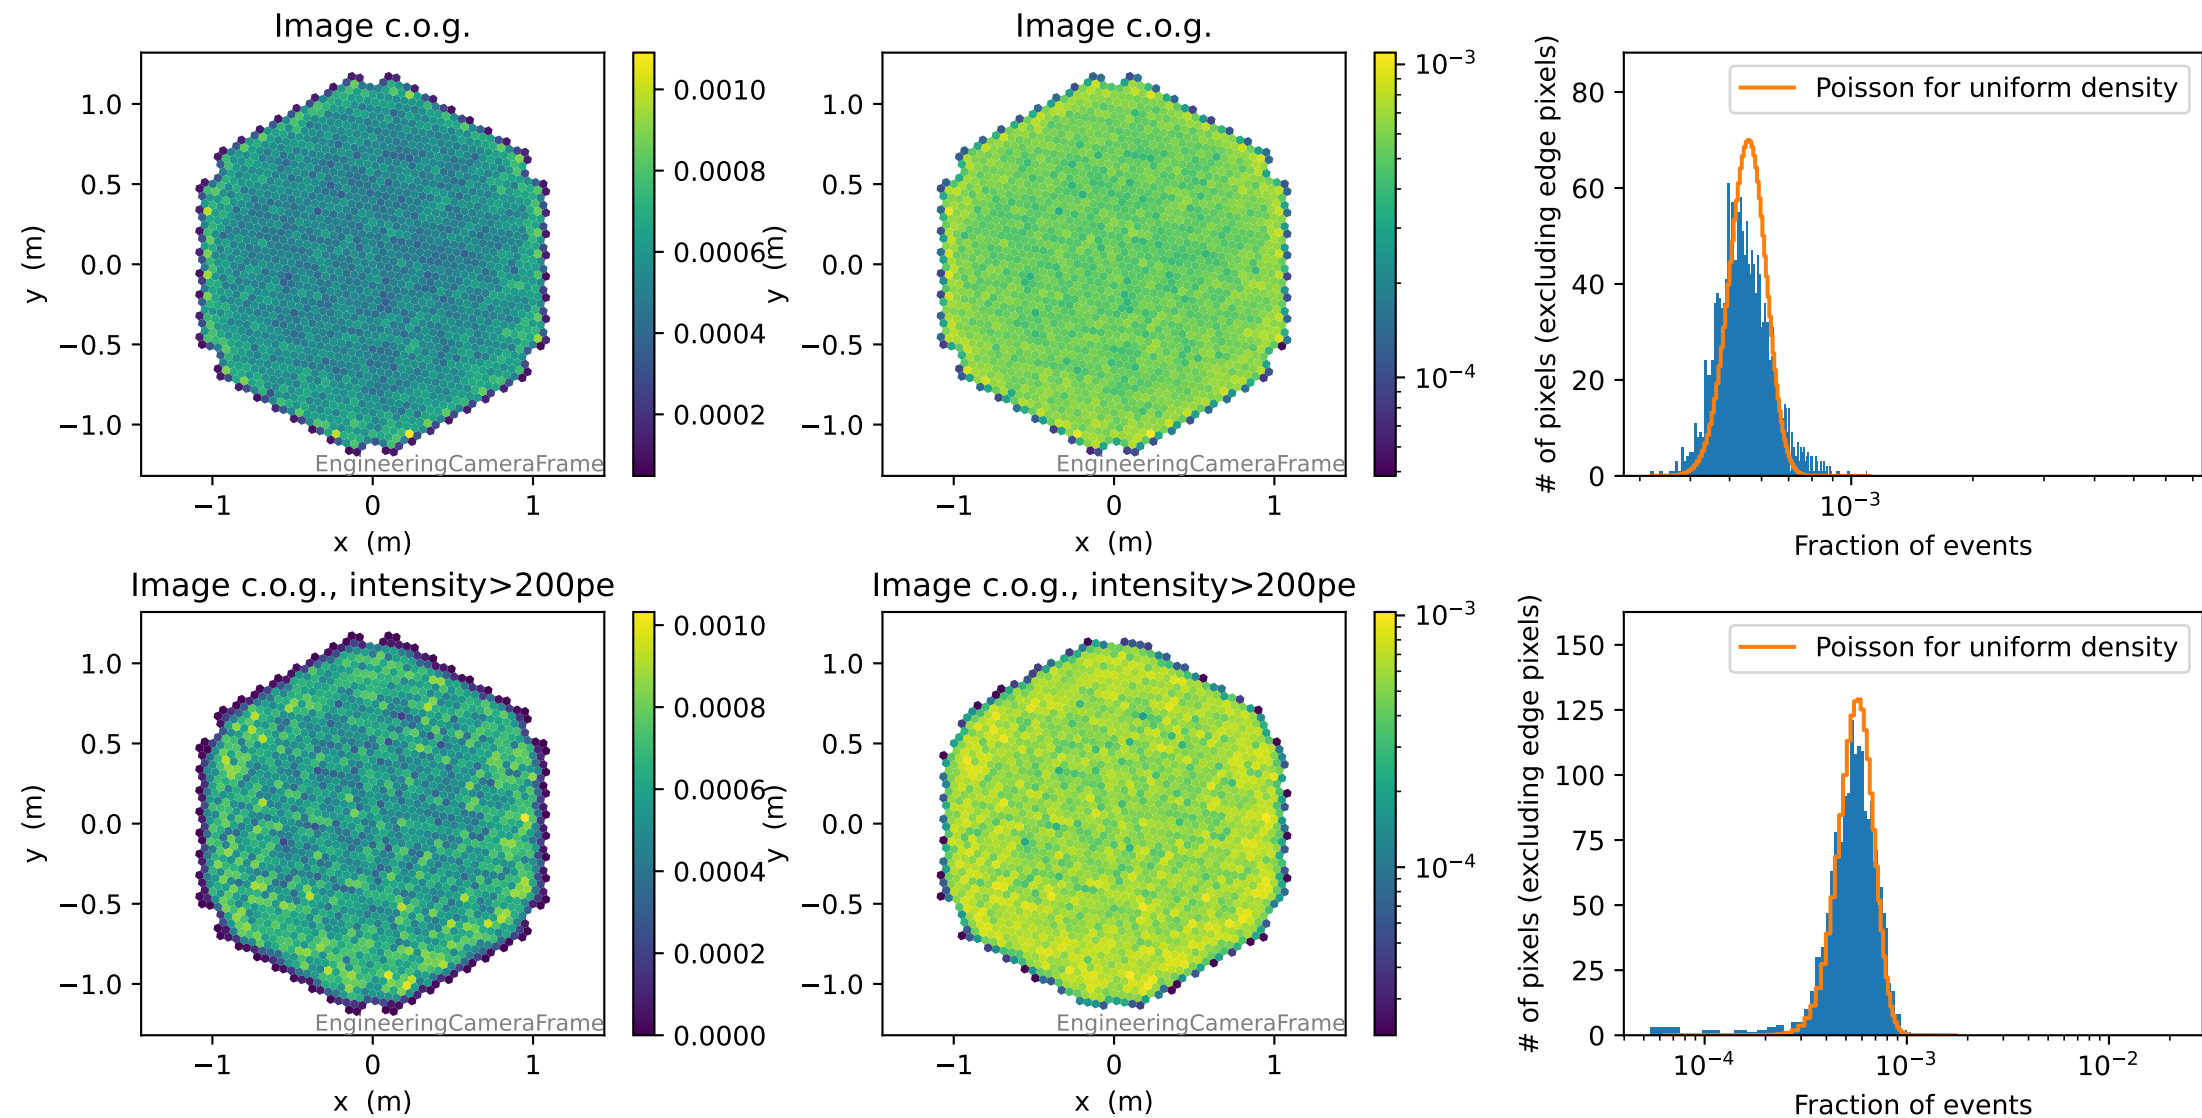 Image c.o.g.
y (m)
1.0
0.5
0.0
−0.5
−1.0
−1
0
1
x (m)
EngineeringCameraFrame
0.0010
0.0008
0.0006
0.0004
0.0002
Image c.o.g.
y (m)
1.0
0.5
0.0
−0.5
−1.0
−1
0
1
x (m)
EngineeringCameraFrame
10⁻³
10⁻⁴
# of pixels (excluding edge pixels)
80
60
40
20
0
Poisson for uniform density
10⁻³
Fraction of events
Image c.o.g., intensity>200pe
y (m)
1.0
0.5
0.0
−0.5
−1.0
−1
0
1
x (m)
EngineeringCameraFrame
0.0010
0.0008
0.0006
0.0004
0.0002
0.0000
Image c.o.g., intensity>200pe
y (m)
1.0
0.5
0.0
−0.5
−1.0
−1
0
1
x (m)
EngineeringCameraFrame
10⁻³
10⁻⁴
# of pixels (excluding edge pixels)
150
125
100
75
50
25
0
Poisson for uniform density
10⁻⁴
10⁻³
10⁻²
Fraction of events